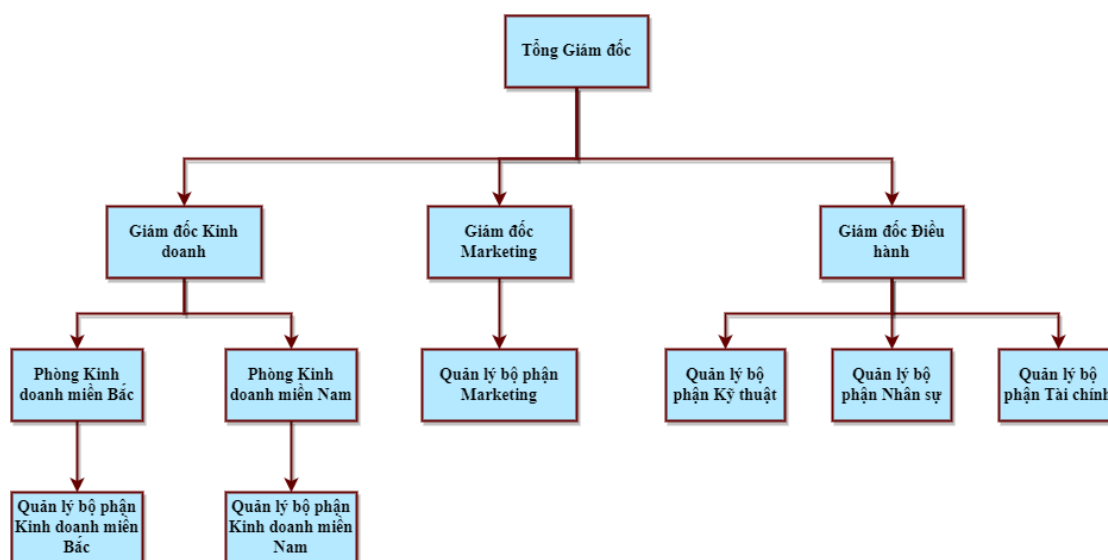 Tổng Giám đốc
Giám đốc Kinh
doanh
Giám đốc
Marketing
Giám đốc Điều
hành
Phòng Kinh
doanh miền Bắc
Phòng Kinh
doanh miền Nam
Quản lý bộ phận
Marketing
Quản lý bộ
phận Kỹ thuật
Quản lý bộ
phận Nhân sự
Quản lý bộ
phận Tài chính
Quản lý bộ phận
Kinh doanh miền
Bắc
Quản lý bộ phận
Kinh doanh miền
Nam